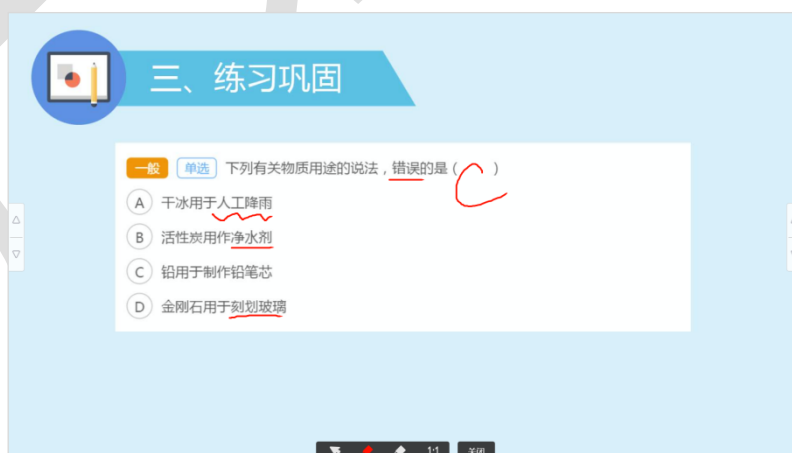 三、练习巩固
一般 单选 下列有关物质用途的说法，错误的是（ C ）
A 干冰用于人工降雨
B 活性炭用作净水剂
C 铅用于制作铅笔芯
D 金刚石用于刻划玻璃
1:1 关闭